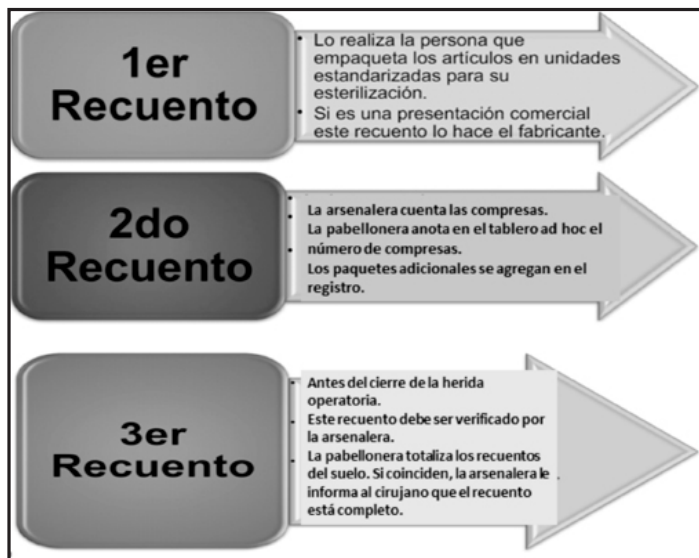 1er
Recuento
• Lo realiza la persona que
empaqueta los artículos en unidades
estandarizadas para su
esterilización.
• Si es una presentación comercial
este recuento lo hace el fabricante.
2do
Recuento
• La arsenalera cuenta las compresas.
• La pabellonera anota en el tablero ad hoc el
número de compresas.
• Los paquetes adicionales se agregan en el
registro.
3er
Recuento
• Antes del cierre de la herida
operatoria.
• Este recuento debe ser verificado por
la arsenalera.
• La pabellonera totaliza los recuentos
del suelo. Si coinciden, la arsenalera le
informa al cirujano que el recuento
está completo.